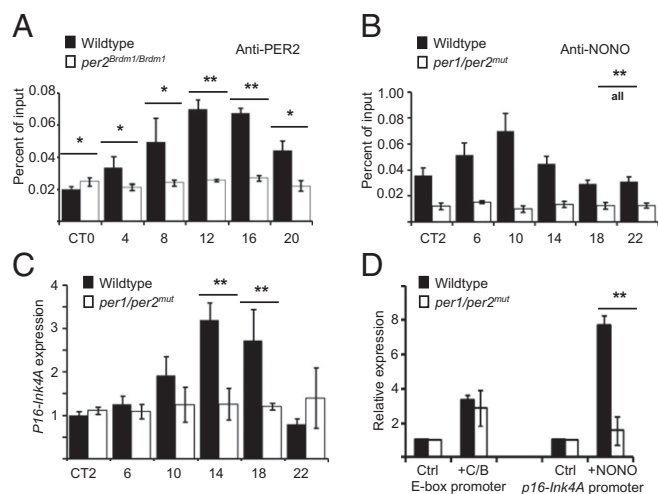 A
Wildtype
per2Brdm1/Brdm1
Anti-PER2
Percent of input
0.08
0.06
0.04
0.02
*
*
*
**
**
*
CT0 4 8 12 16 20
B
Wildtype
per1/per2mut
Anti-NONO
**
all
Percent of input
1.00
0.08
0.06
0.04
0.02
CT2 6 10 14 18 22
C
Wildtype
per1/per2mut
P16-Ink4A expression
4
3
2
1
**
**
CT2 6 10 14 18 22
D
Wildtype
per1/per2mut
Relative expression
8
6
4
2
**
Ctrl +C/B Ctrl +NONO
E-box promoter p16-Ink4A promoter